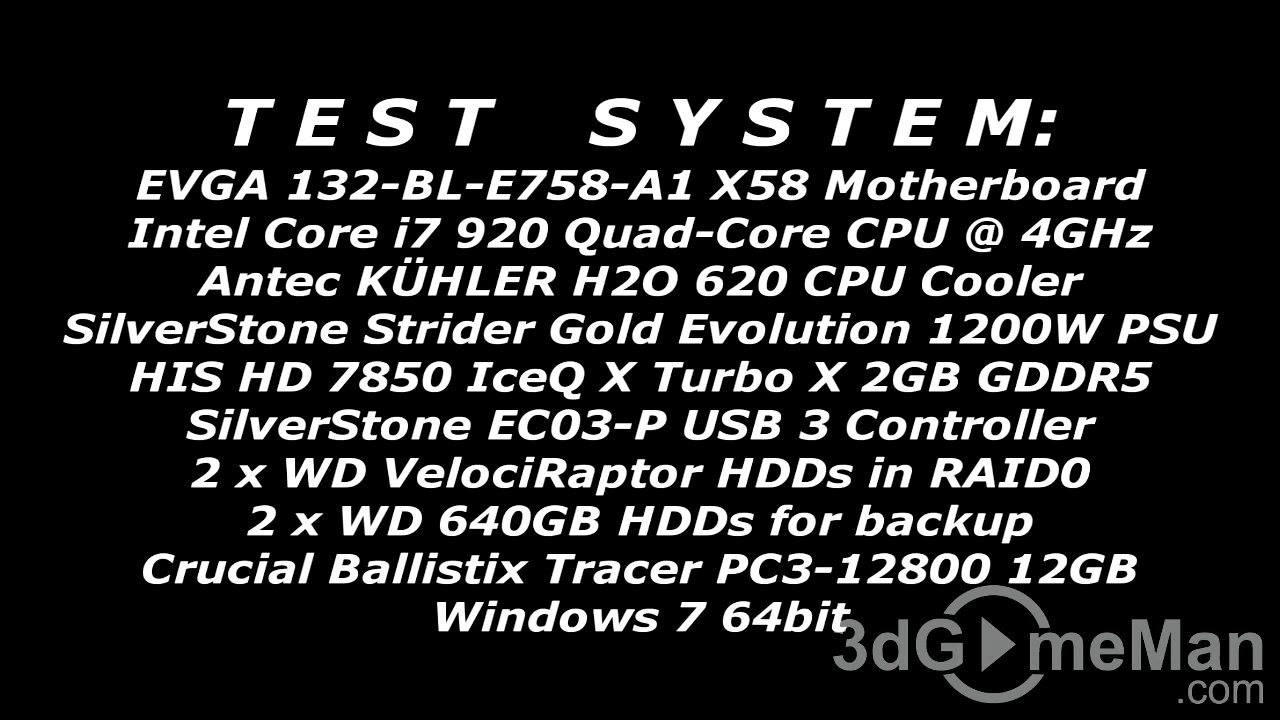 T E S T   S Y S T E M:
EVGA 132-BL-E758-A1 X58 Motherboard
Intel Core i7 920 Quad-Core CPU @ 4GHz
Antec KÜHLER H2O 620 CPU Cooler
SilverStone Strider Gold Evolution 1200W PSU
HIS HD 7850 IceQ X Turbo X 2GB GDDR5
SilverStone EC03-P USB 3 Controller
2 x WD VelociRaptor HDDs in RAID0
2 x WD 640GB HDDs for backup
Crucial Ballistix Tracer PC3-12800 12GB
Windows 7 64bit
3dGameMan
.com